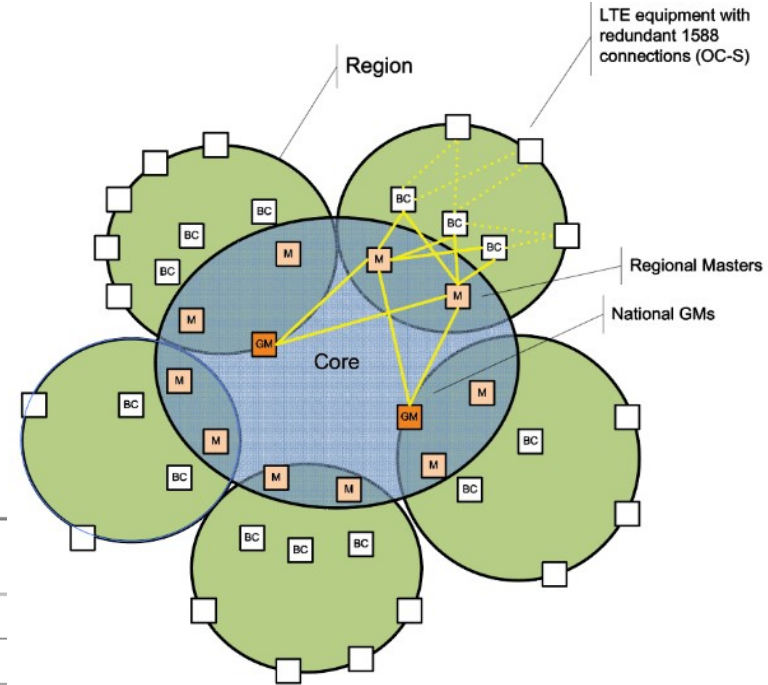 LTE equipment with
redundant 1588
connections (OC-S)
Region
BC
BC
BC
BC
BC
BC
M
M
Regional Masters
M
National GMs
M
GM
Core
M
M
BC
GM
M
BC
M
BC
M
M
BC
BC
BC
BC